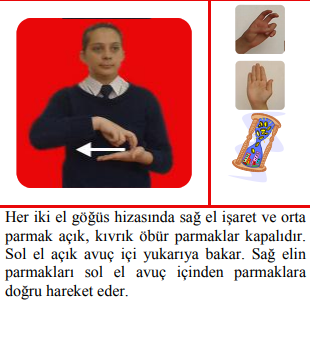 Her iki el göğüs hizasında sağ el işaret ve orta
parmak açık, kıvrık öbür parmaklar kapalıdır.
Sol el açık avuç içi yukarıya bakar. Sağ elin
parmakları sol el avuç içinden parmaklara
doğru hareket eder.